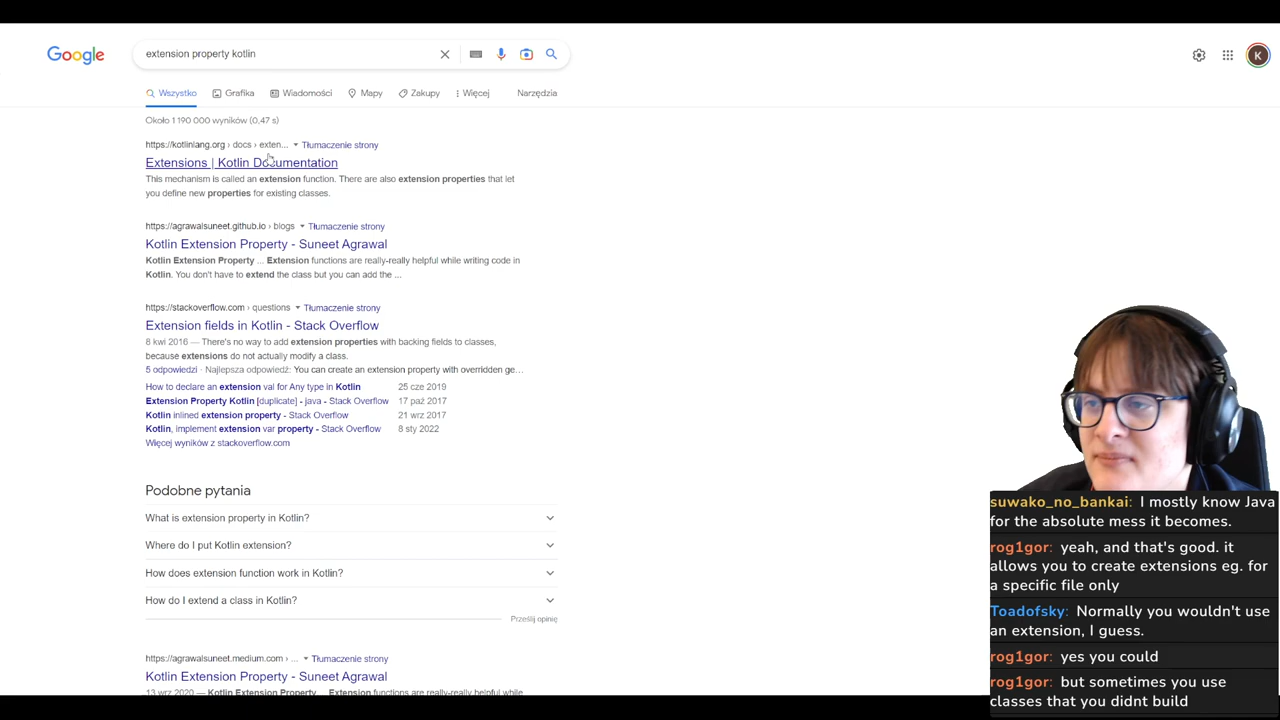 Google
extension property kotlin
K
Wszystko
Grafika
Wiadomości
Mapy
Zakupy
Więcej
Narzędzia
Około 1 190 000 wyników (0,47 s)
https://kotlinlang.org › docs › exten...
Tłumaczenie strony
Extensions | Kotlin Documentation
This mechanism is called an extension function. There are also extension properties that let
you define new properties for existing classes.
https://agrawalsuneet.github.io › blogs
Tłumaczenie strony
Kotlin Extension Property - Suneet Agrawal
Kotlin Extension Property ... Extension functions are really-really helpful while writing code in
Kotlin. You don't have to extend the class but you can add the ...
https://stackoverflow.com › questions
Tłumaczenie strony
Extension fields in Kotlin - Stack Overflow
8 kwi 2016 — There's no way to add extension properties with backing fields to classes,
because extensions do not actually modify a class.
5 odpowiedzi · Najlepsza odpowiedź: You can create an extension property with overridden ge...
How to declare an extension val for Any type in Kotlin 25 cze 2019
Extension Property Kotlin [duplicate] - java - Stack Overflow 17 paź 2017
Kotlin inlined extension property - Stack Overflow 21 wrz 2017
Kotlin, implement extension var property - Stack Overflow 8 sty 2022
Więcej wyników z stackoverflow.com
Podobne pytania
What is extension property in Kotlin?
Where do I put Kotlin extension?
How does extension function work in Kotlin?
How do I extend a class in Kotlin?
Prześlij opinię
https://agrawalsuneet.medium.com › ...
Tłumaczenie strony
Kotlin Extension Property - Suneet Agrawal
13 wrz 2020 — Kotlin Extension Property... Extension functions are really-really helpful while
suwako_no_bankai: I mostly know Java
for the absolute mess it becomes.
rog1gor: yeah, and that's good. it
allows you to create extensions eg. for
a specific file only
Toadofsky: Normally you wouldn't use
an extension, I guess.
rog1gor: yes you could
rog1gor: but sometimes you use
classes that you didnt build